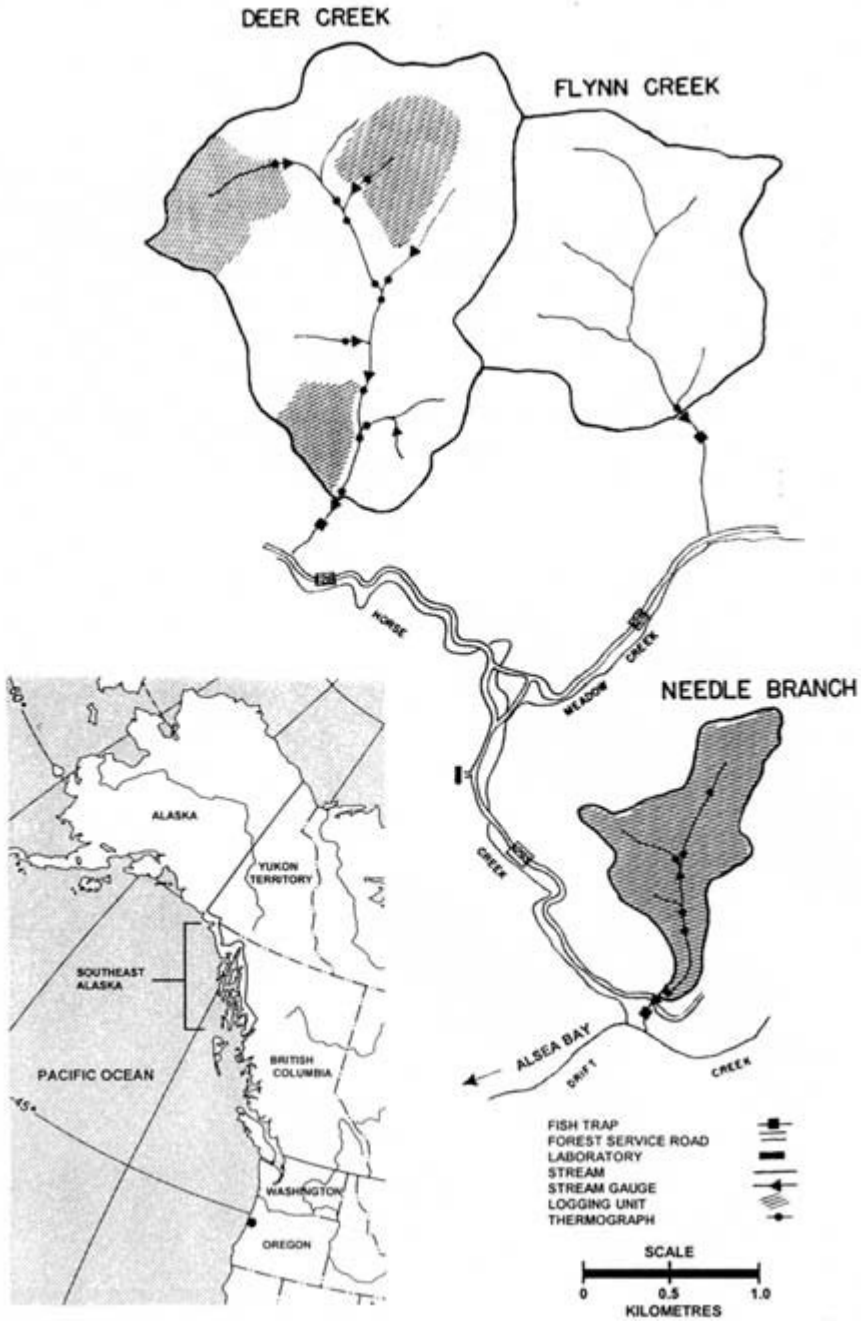 DEER CREEK
FLYNN CREEK
HORSE
CREEK
MEADOW
NEEDLE BRANCH
CREEK
ALSEA BAY
DRIFT
CREEK
60°
ALASKA
YUKON
TERRITORY
SOUTHEAST
ALASKA
PACIFIC OCEAN
BRITISH
COLUMBIA
45°
WASHINGTON
OREGON
FISH TRAP
FOREST SERVICE ROAD
LABORATORY
STREAM
STREAM GAUGE
LOGGING UNIT
THERMOGRAPH
SCALE
0 0.5 1.0
KILOMETRES